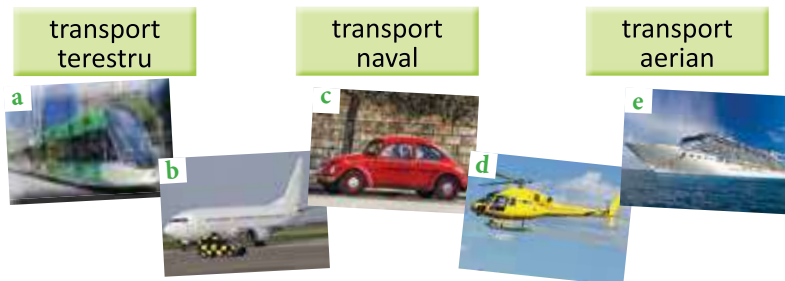 transport
terestru
transport
naval
transport
aerian
a
b
c
d
e